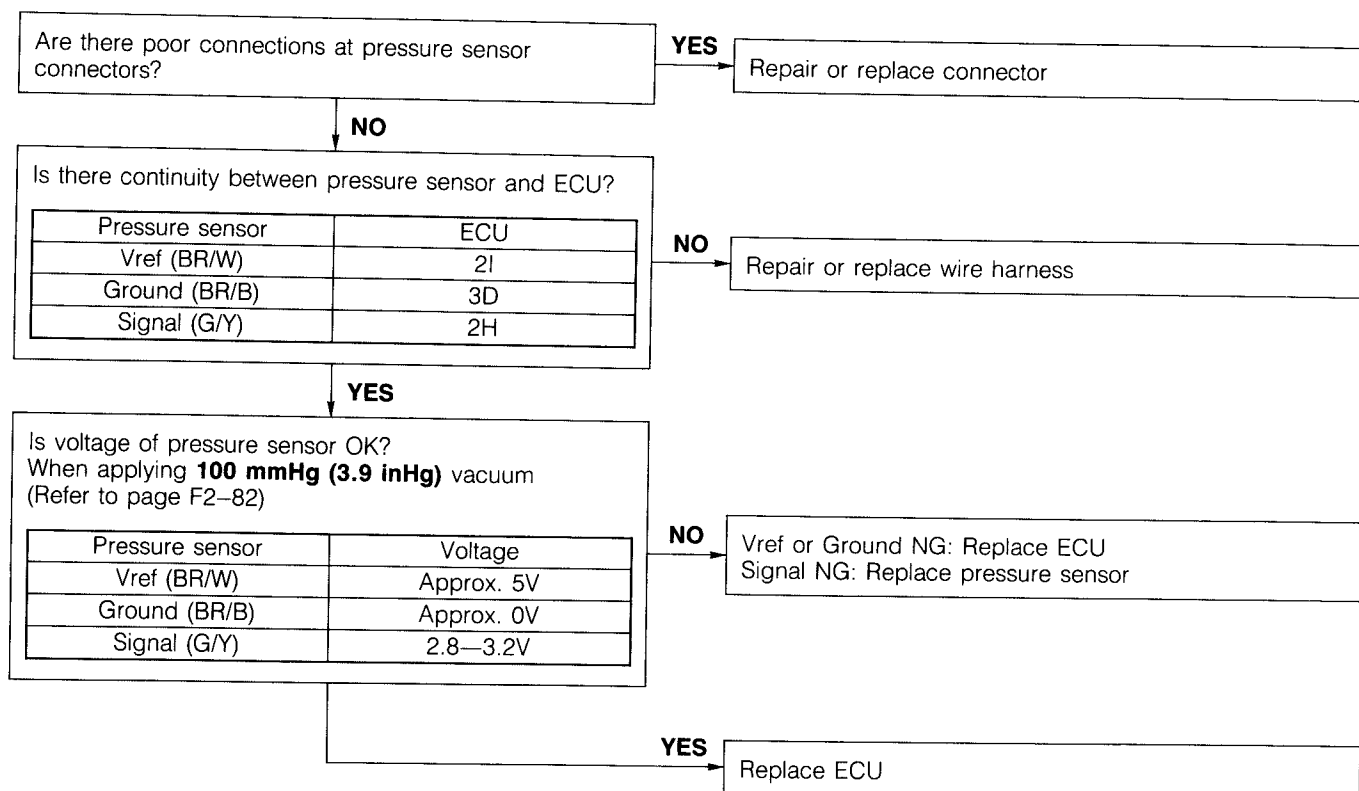 Are there poor connections at pressure sensor
connectors?
YES
Repair or replace connector
NO
Is there continuity between pressure sensor and ECU?
Pressure sensor ECU
Vref (BR/W) 2I
Ground (BR/B) 3D
Signal (G/Y) 2H
NO
Repair or replace wire harness
YES
Is voltage of pressure sensor OK?
When applying 100 mmHg (3.9 inHg) vacuum
(Refer to page F2–82)
Pressure sensor Voltage
Vref (BR/W) Approx. 5V
Ground (BR/B) Approx. 0V
Signal (G/Y) 2.8—3.2V
NO
Vref or Ground NG: Replace ECU
Signal NG: Replace pressure sensor
YES
Replace ECU